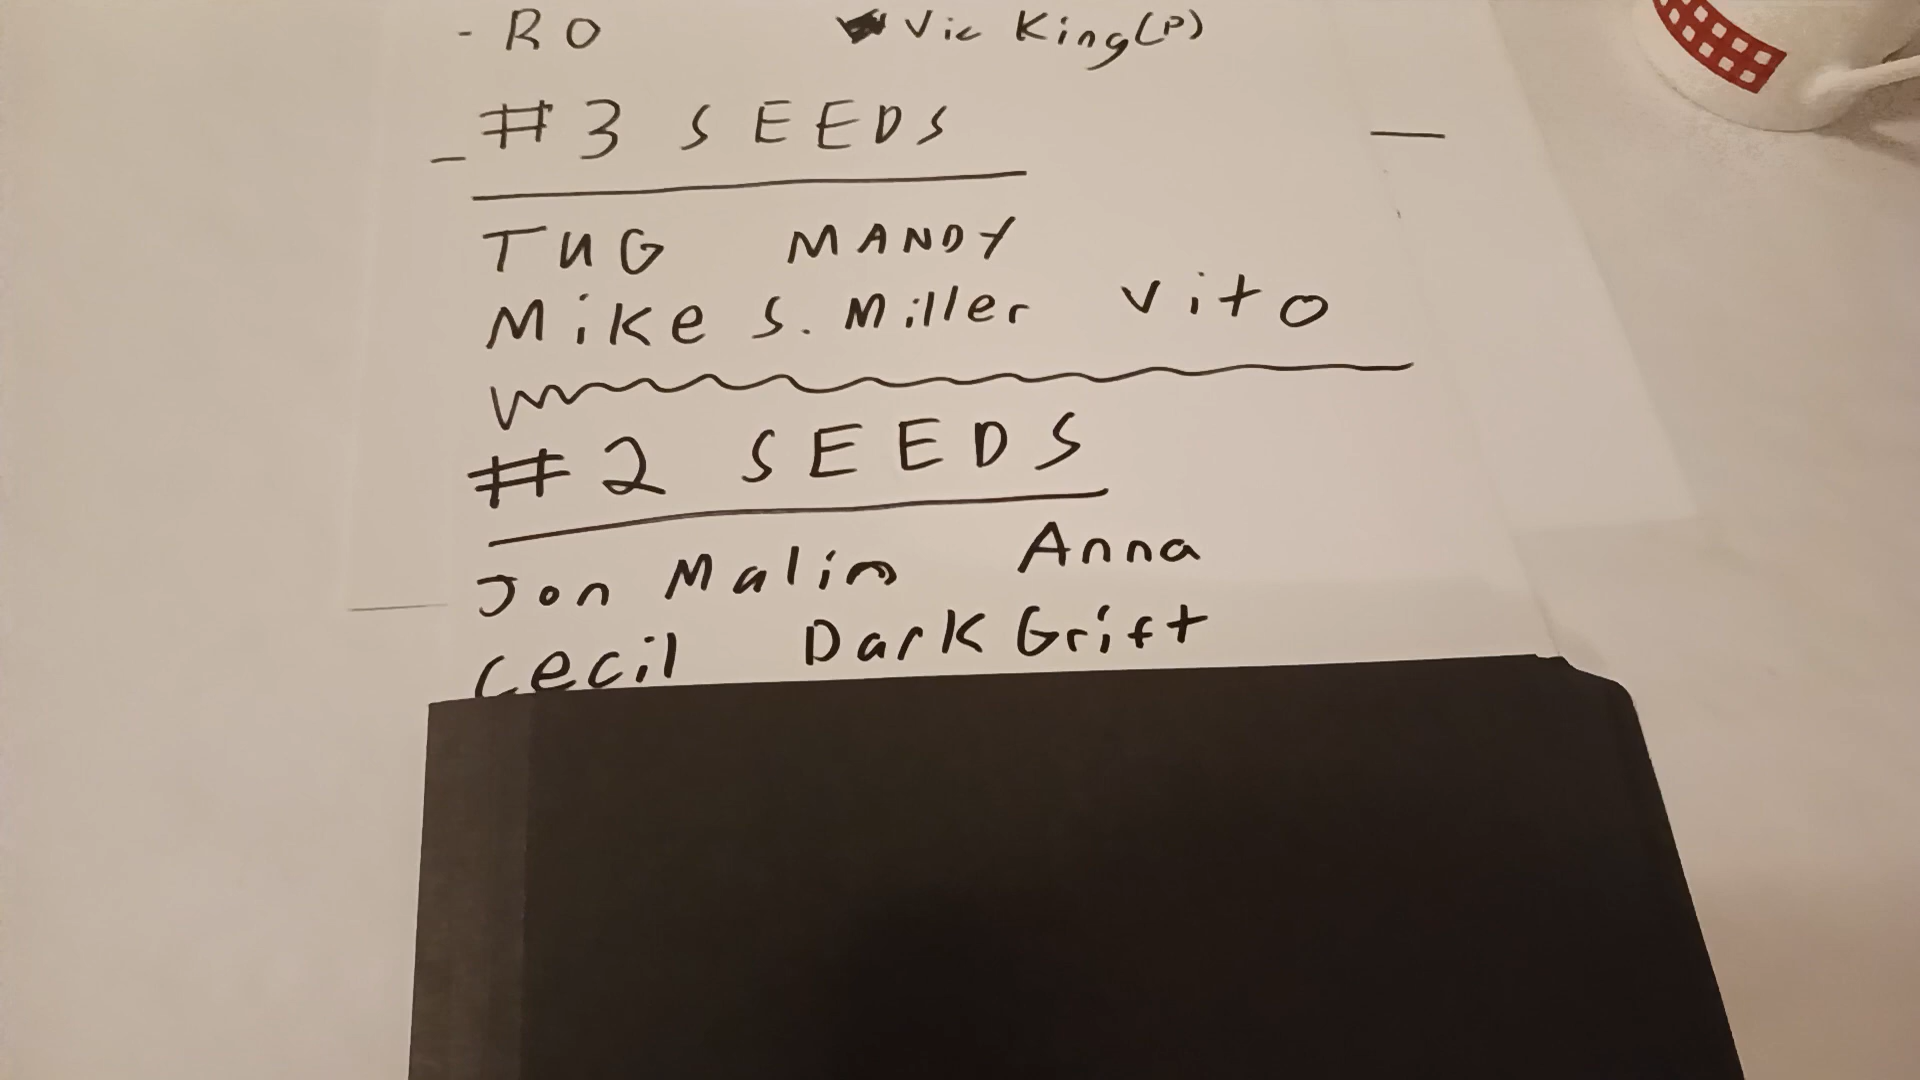 - RO Vic King(P)
#3 SEEDS
TUG MANDY
Mike S. Miller Vito
#2 SEEDS
Jon Malin Anna
Cecil Dark Grift